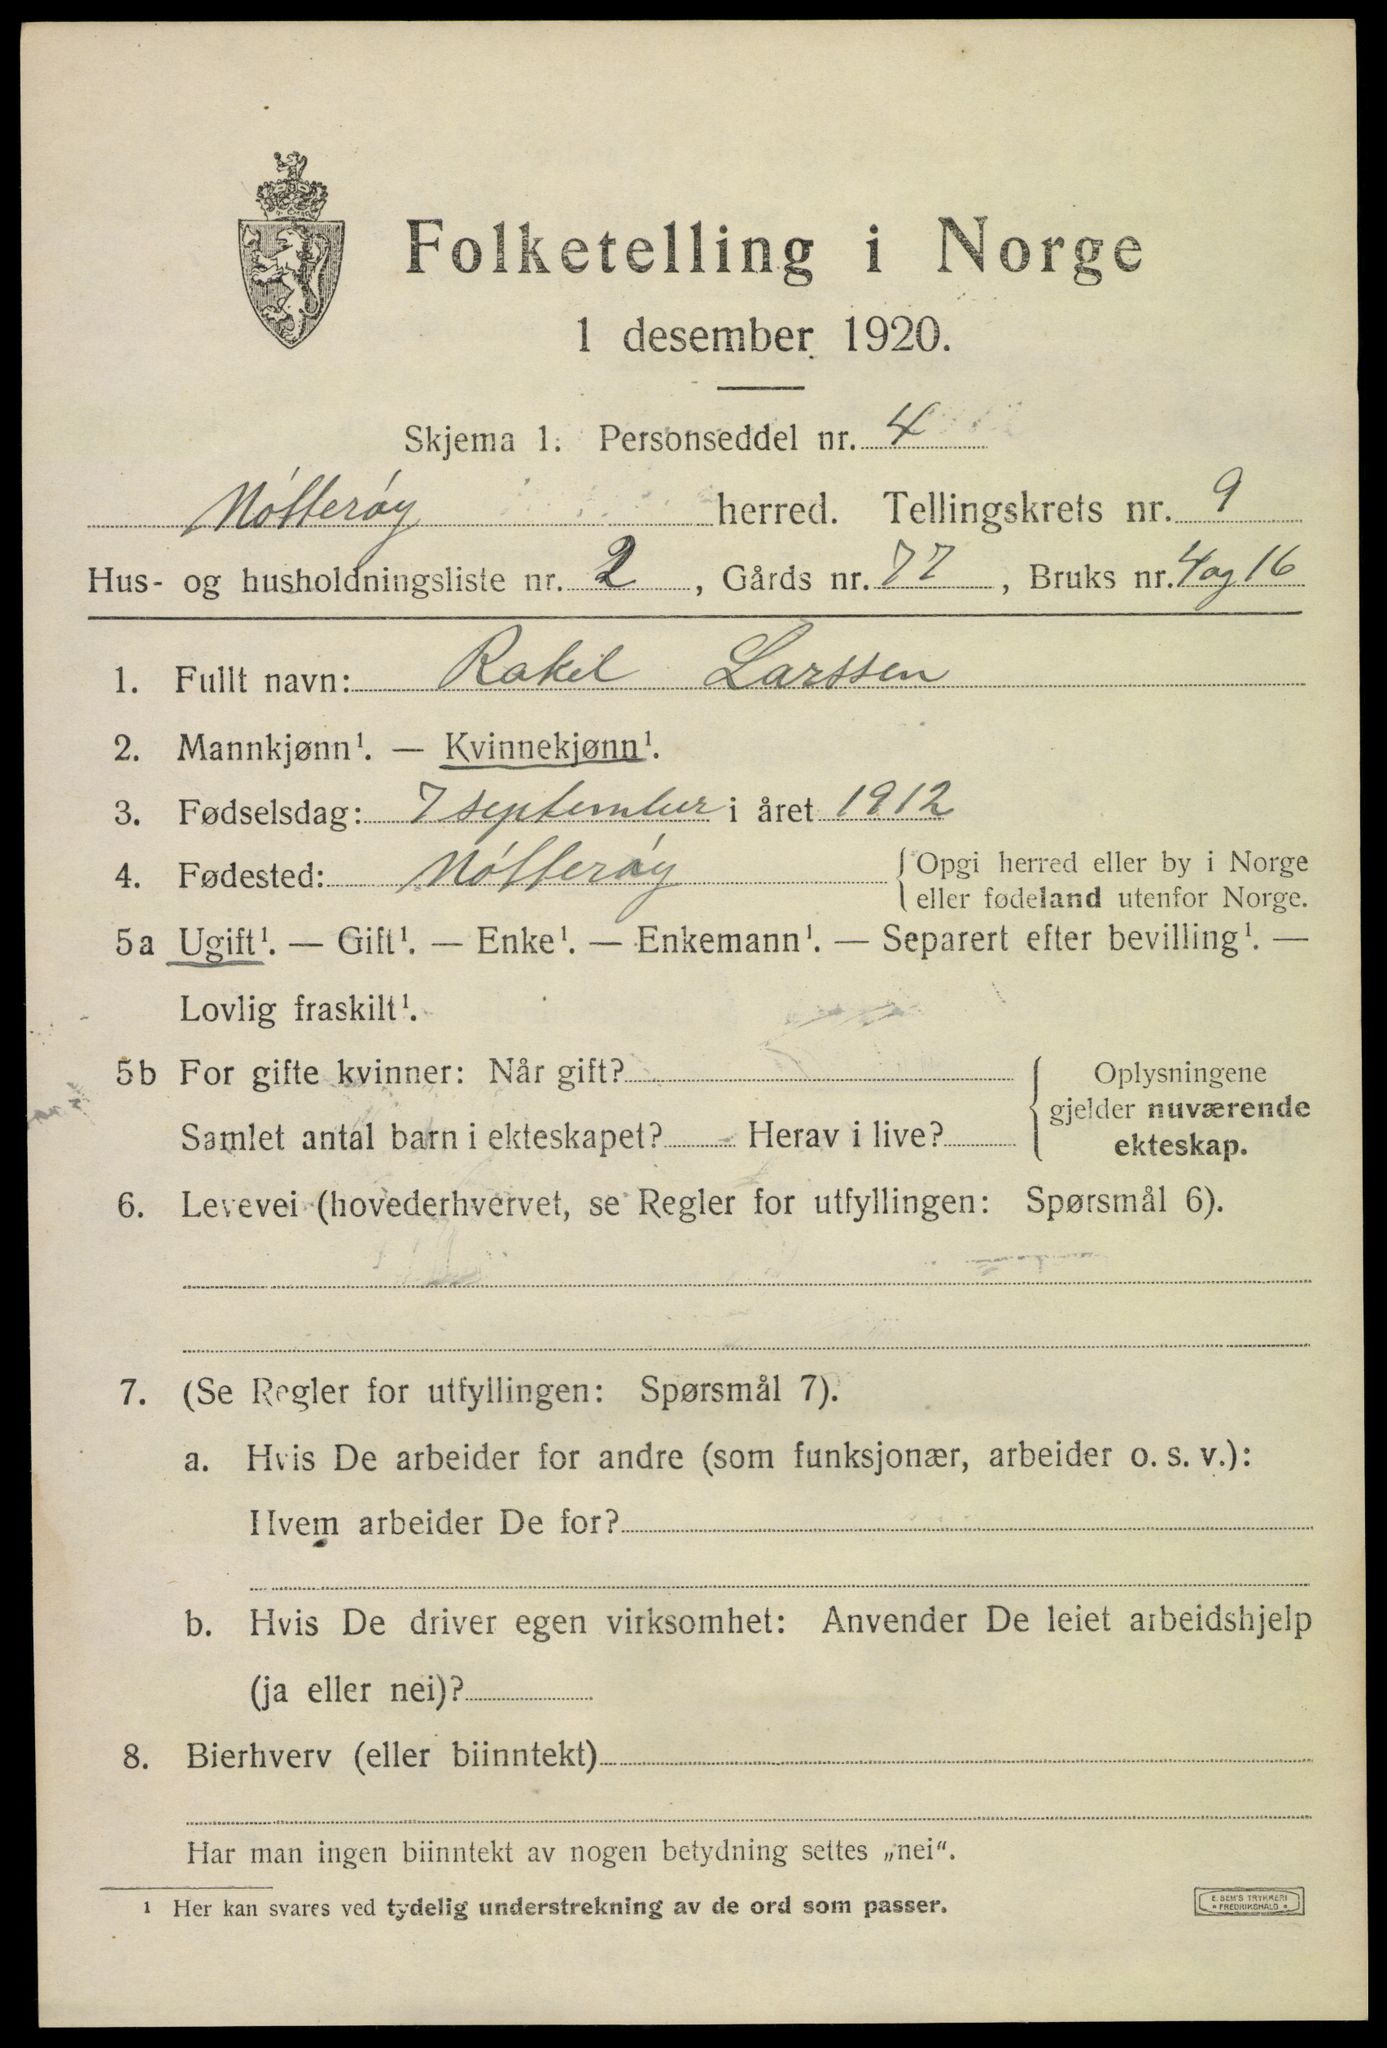 Folketelling i Norge
1 desember 1920.
Skjema 1. Personseddel nr. 4
Nøtterøy herred. Tellingskrets nr. 9
Hus- og husholdningsliste nr. 2, Gårds nr. 77, Bruks nr. 4 og 16
1. Fullt navn: Rakel Larssen
2. Mannkjønn¹. — Kvinnekjønn¹.
3. Fødselsdag: 7 september i året 1912
4. Fødested: Nøtterøy { Opgi herred eller by i Norge
eller fødeland utenfor Norge.
5a Ugift¹. — Gift¹. — Enke¹. — Enkemann¹. — Separert efter bevilling¹. —
Lovlig fraskilt¹.
5b For gifte kvinner: Når gift?
Samlet antal barn i ekteskapet? Herav i live?
Oplysningene
gjelder nuværende
ekteskap.
6. Levevei (hovederhvervet, se Regler for utfyllingen: Spørsmål 6).
7. (Se Regler for utfyllingen: Spørsmål 7).
a. Hvis De arbeider for andre (som funksjonær, arbeider o. s. v.):
Hvem arbeider De for?
b. Hvis De driver egen virksomhet: Anvender De leiet arbeidshjelp
(ja eller nei)?
8. Bierhverv (eller biinntekt)
Har man ingen biinntekt av nogen betydning settes „nei“.
¹ Her kan svares ved tydelig understrekning av de ord som passer.
E. SEM'S TRYKKERI
* FREDRIKSHALD *